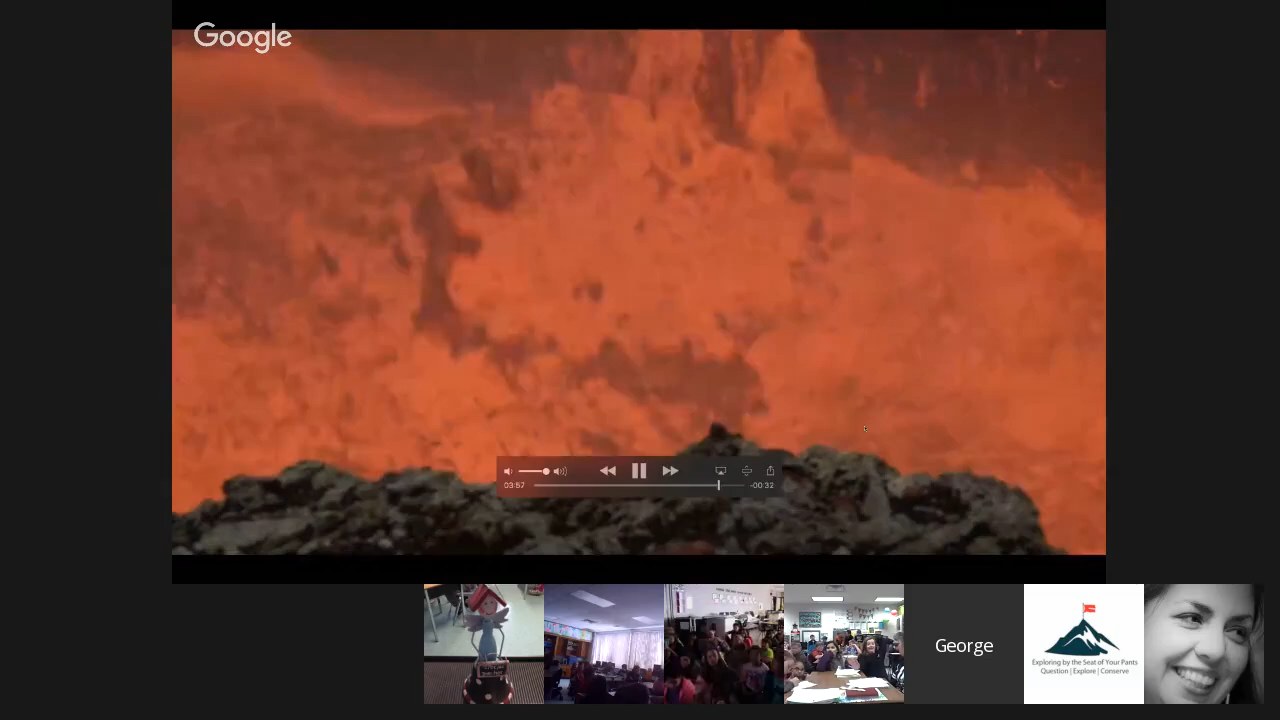 Google
03:57
-00:32
George
Exploring by the Seat of Your Pants
Question | Explore | Conserve